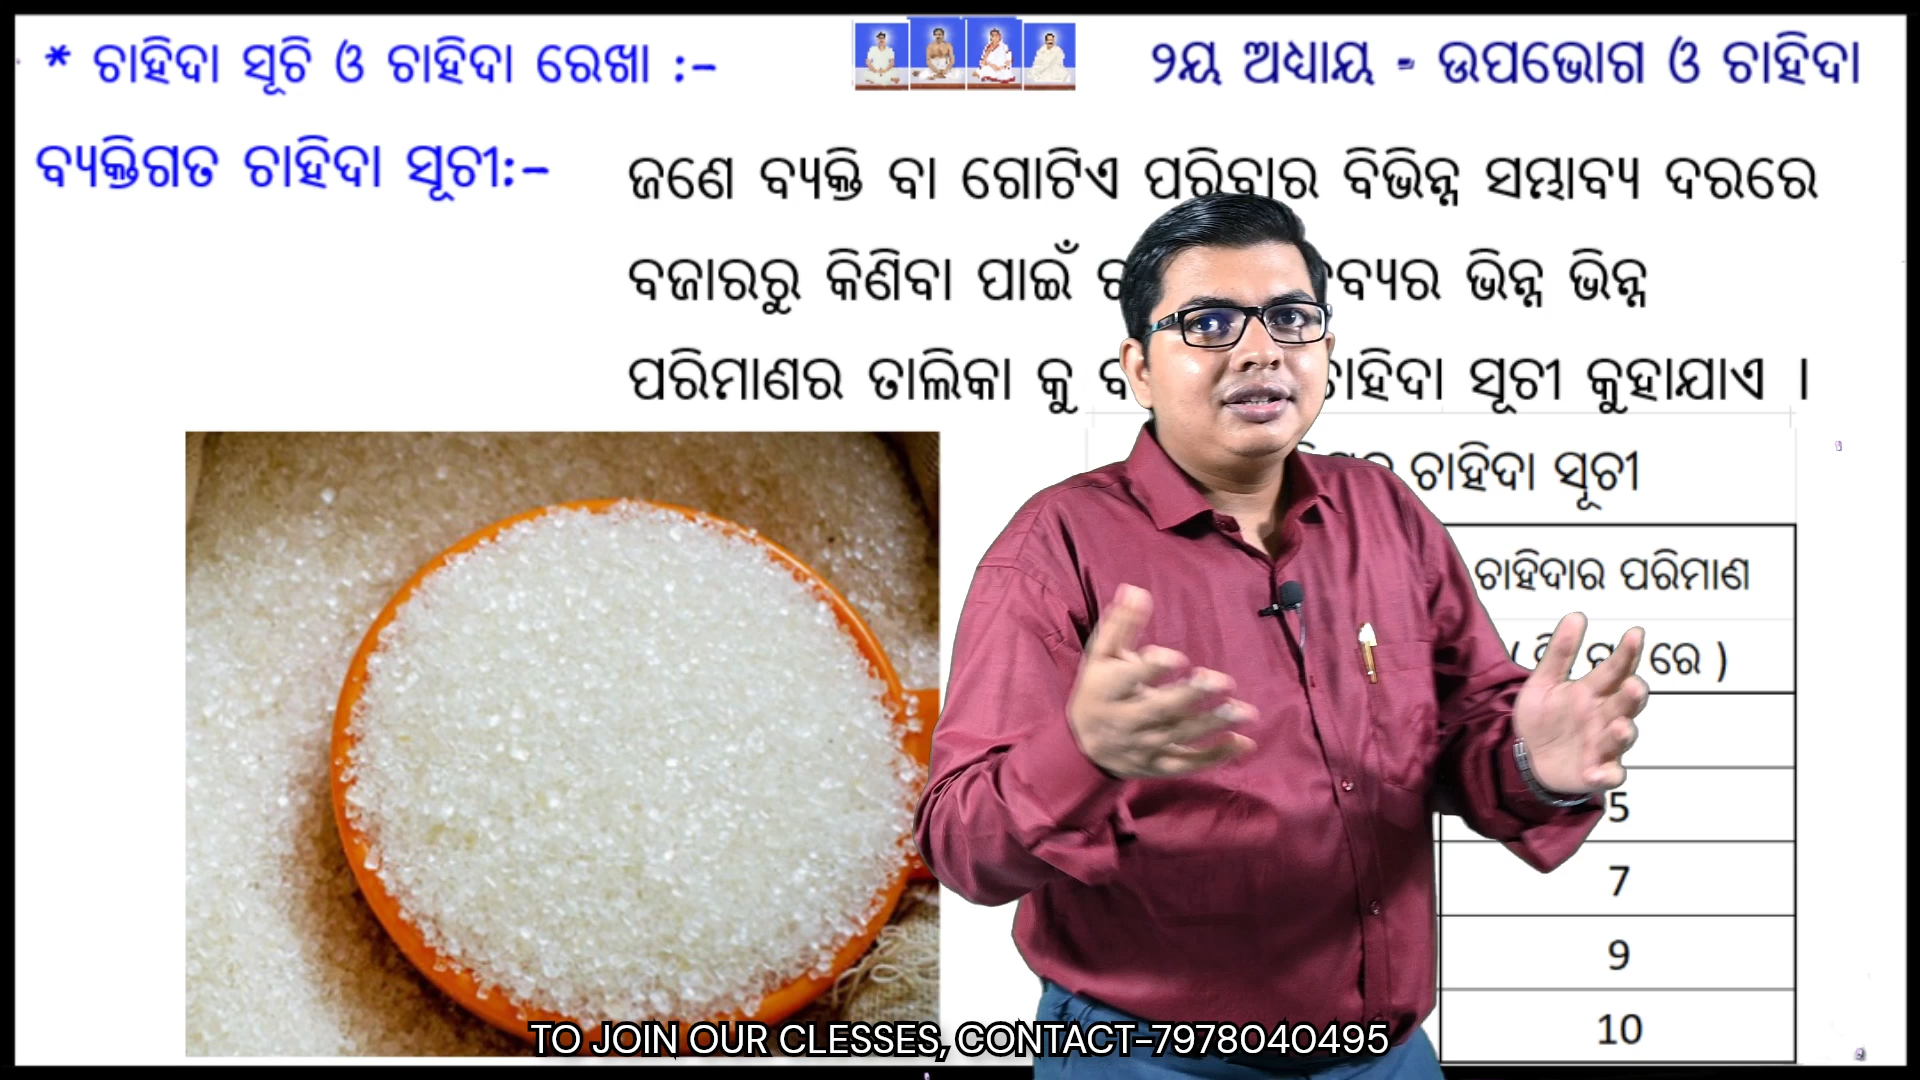 * ଚାହିଦା ସୂଚି ଓ ଚାହିଦା ରେଖା :-
୨ୟ ଅଧ୍ୟାୟ - ଉପଭୋଗ ଓ ଚାହିଦା
ବ୍ୟକ୍ତିଗତ ଚାହିଦା ସୂଚୀ:-
ଜଣେ ବ୍ୟକ୍ତି ବା ଗୋଟିଏ ପରିବାର ବିଭିନ୍ନ ସମ୍ଭାବ୍ୟ ଦରରେ
ବଜାରରୁ କିଣିବା ପାଇଁ ଭିନ୍ନ ଭିନ୍ନ
ପରିମାଣର ତାଲିକା କୁ ଚାହିଦା ସୂଚୀ କୁହାଯାଏ ।
ଚାହିଦା ସୂଚୀ
ଚାହିଦାର ପରିମାଣ
ରେ )
5
7
9
10
TO JOIN OUR CLESSES, CONTACT-7978040495